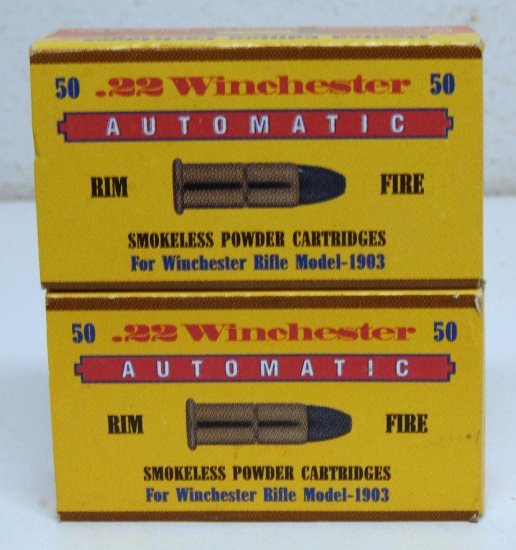 50 .22 Winchester 50
AUTOMATIC
RIM FIRE
SMOKELESS POWDER CARTRIDGES
For Winchester Rifle Model-1903
50 .22 Winchester 50
AUTOMATIC
RIM FIRE
SMOKELESS POWDER CARTRIDGES
For Winchester Rifle Model-1903